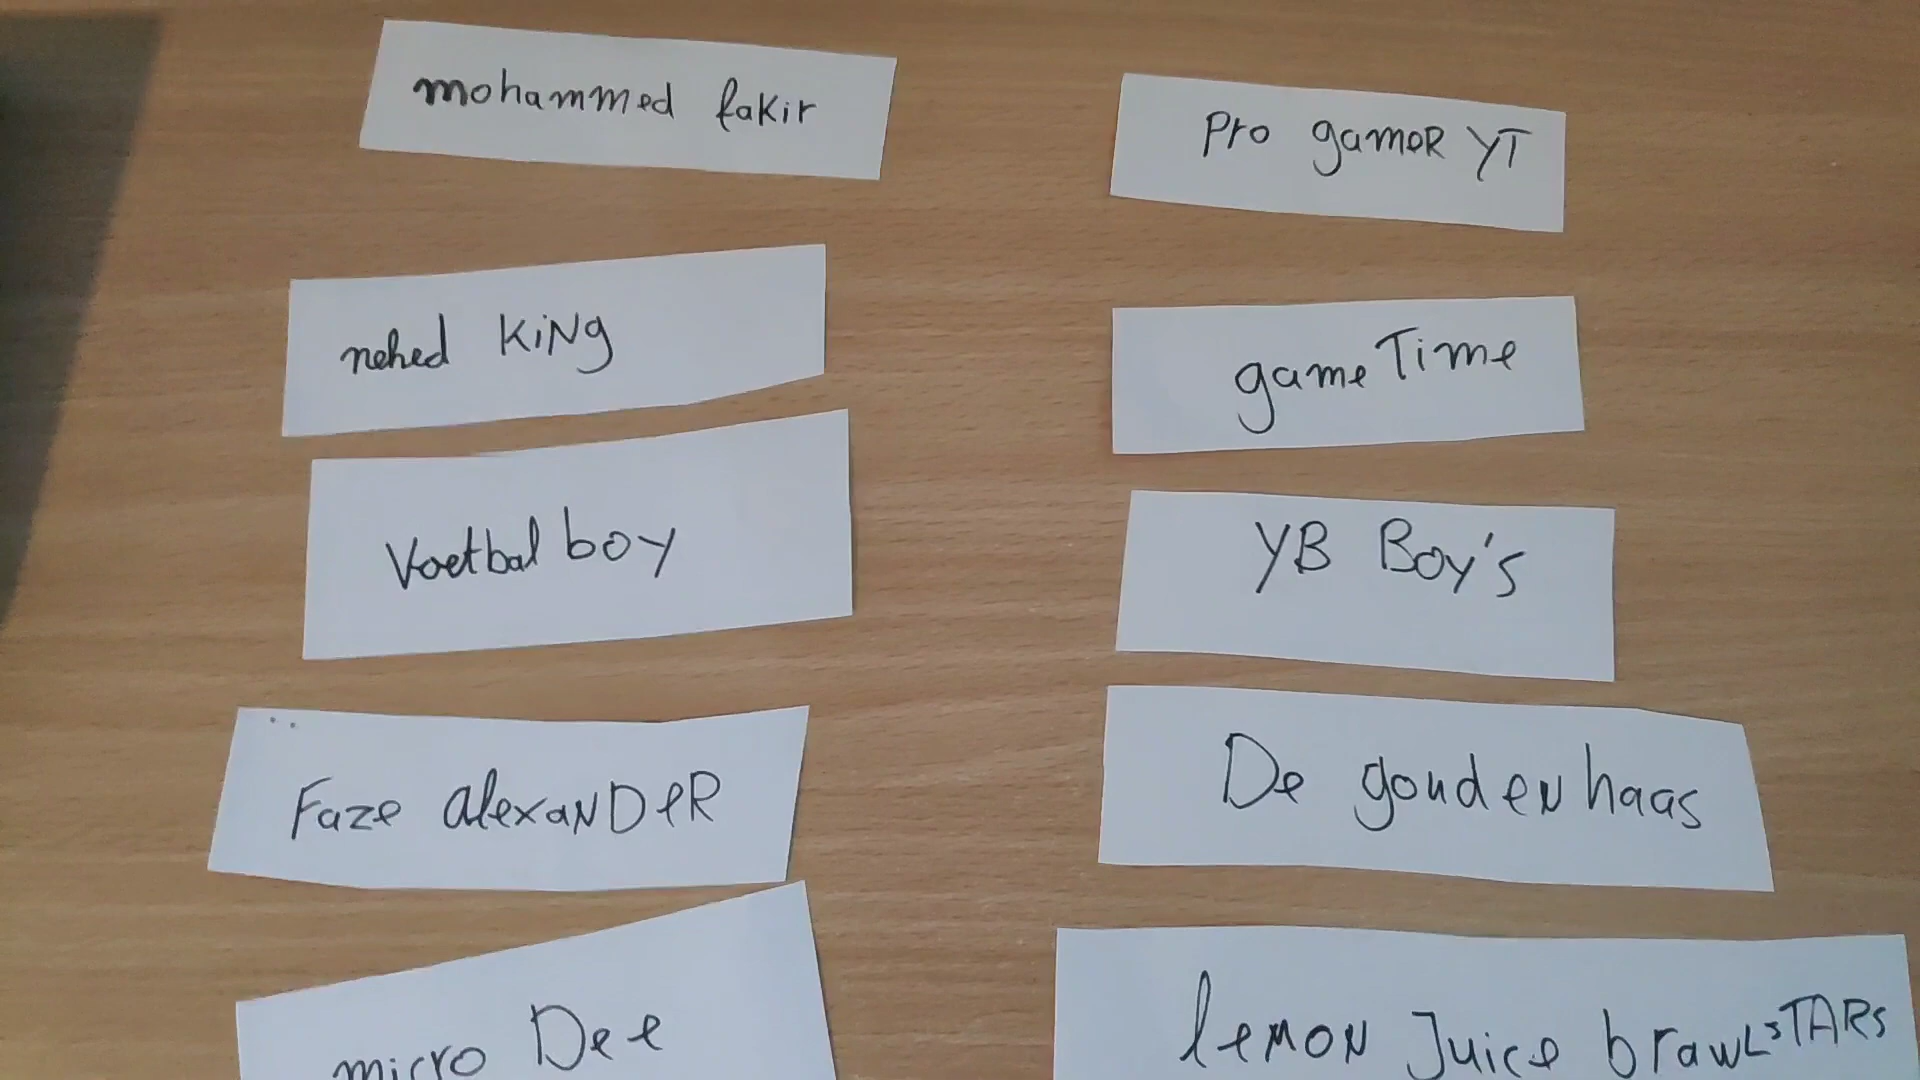 mohammed fakir
Pro gameR YT
nehed KiNg
game Time
Voetbal boy
YB Boy's
Faze alexaNDeR
De gouden haas
micro Dee
lemon Juice brawLsTARs